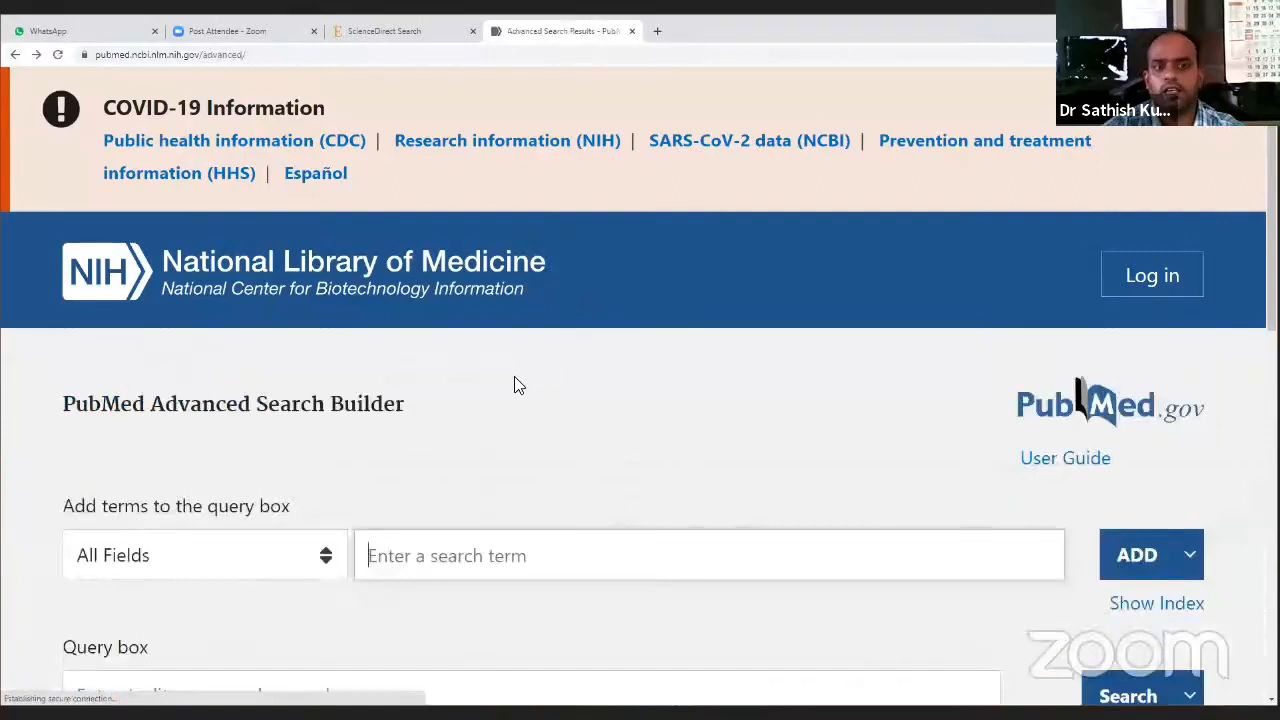 WhatsApp
Post Attendee - Zoom
ScienceDirect Search
Advanced Search Results - Pub
pubmed.ncbi.nlm.nih.gov/advanced/
Dr Sathish Ku...
COVID-19 Information
Public health information (CDC) | Research information (NIH) | SARS-CoV-2 data (NCBI) | Prevention and treatment
information (HHS) | Español
NIH
National Library of Medicine
National Center for Biotechnology Information
Log in
PubMed Advanced Search Builder
PubMed.gov
User Guide
Add terms to the query box
All Fields
Enter a search term
ADD
Show Index
Query box
zoom
Search
Establishing secure connection...